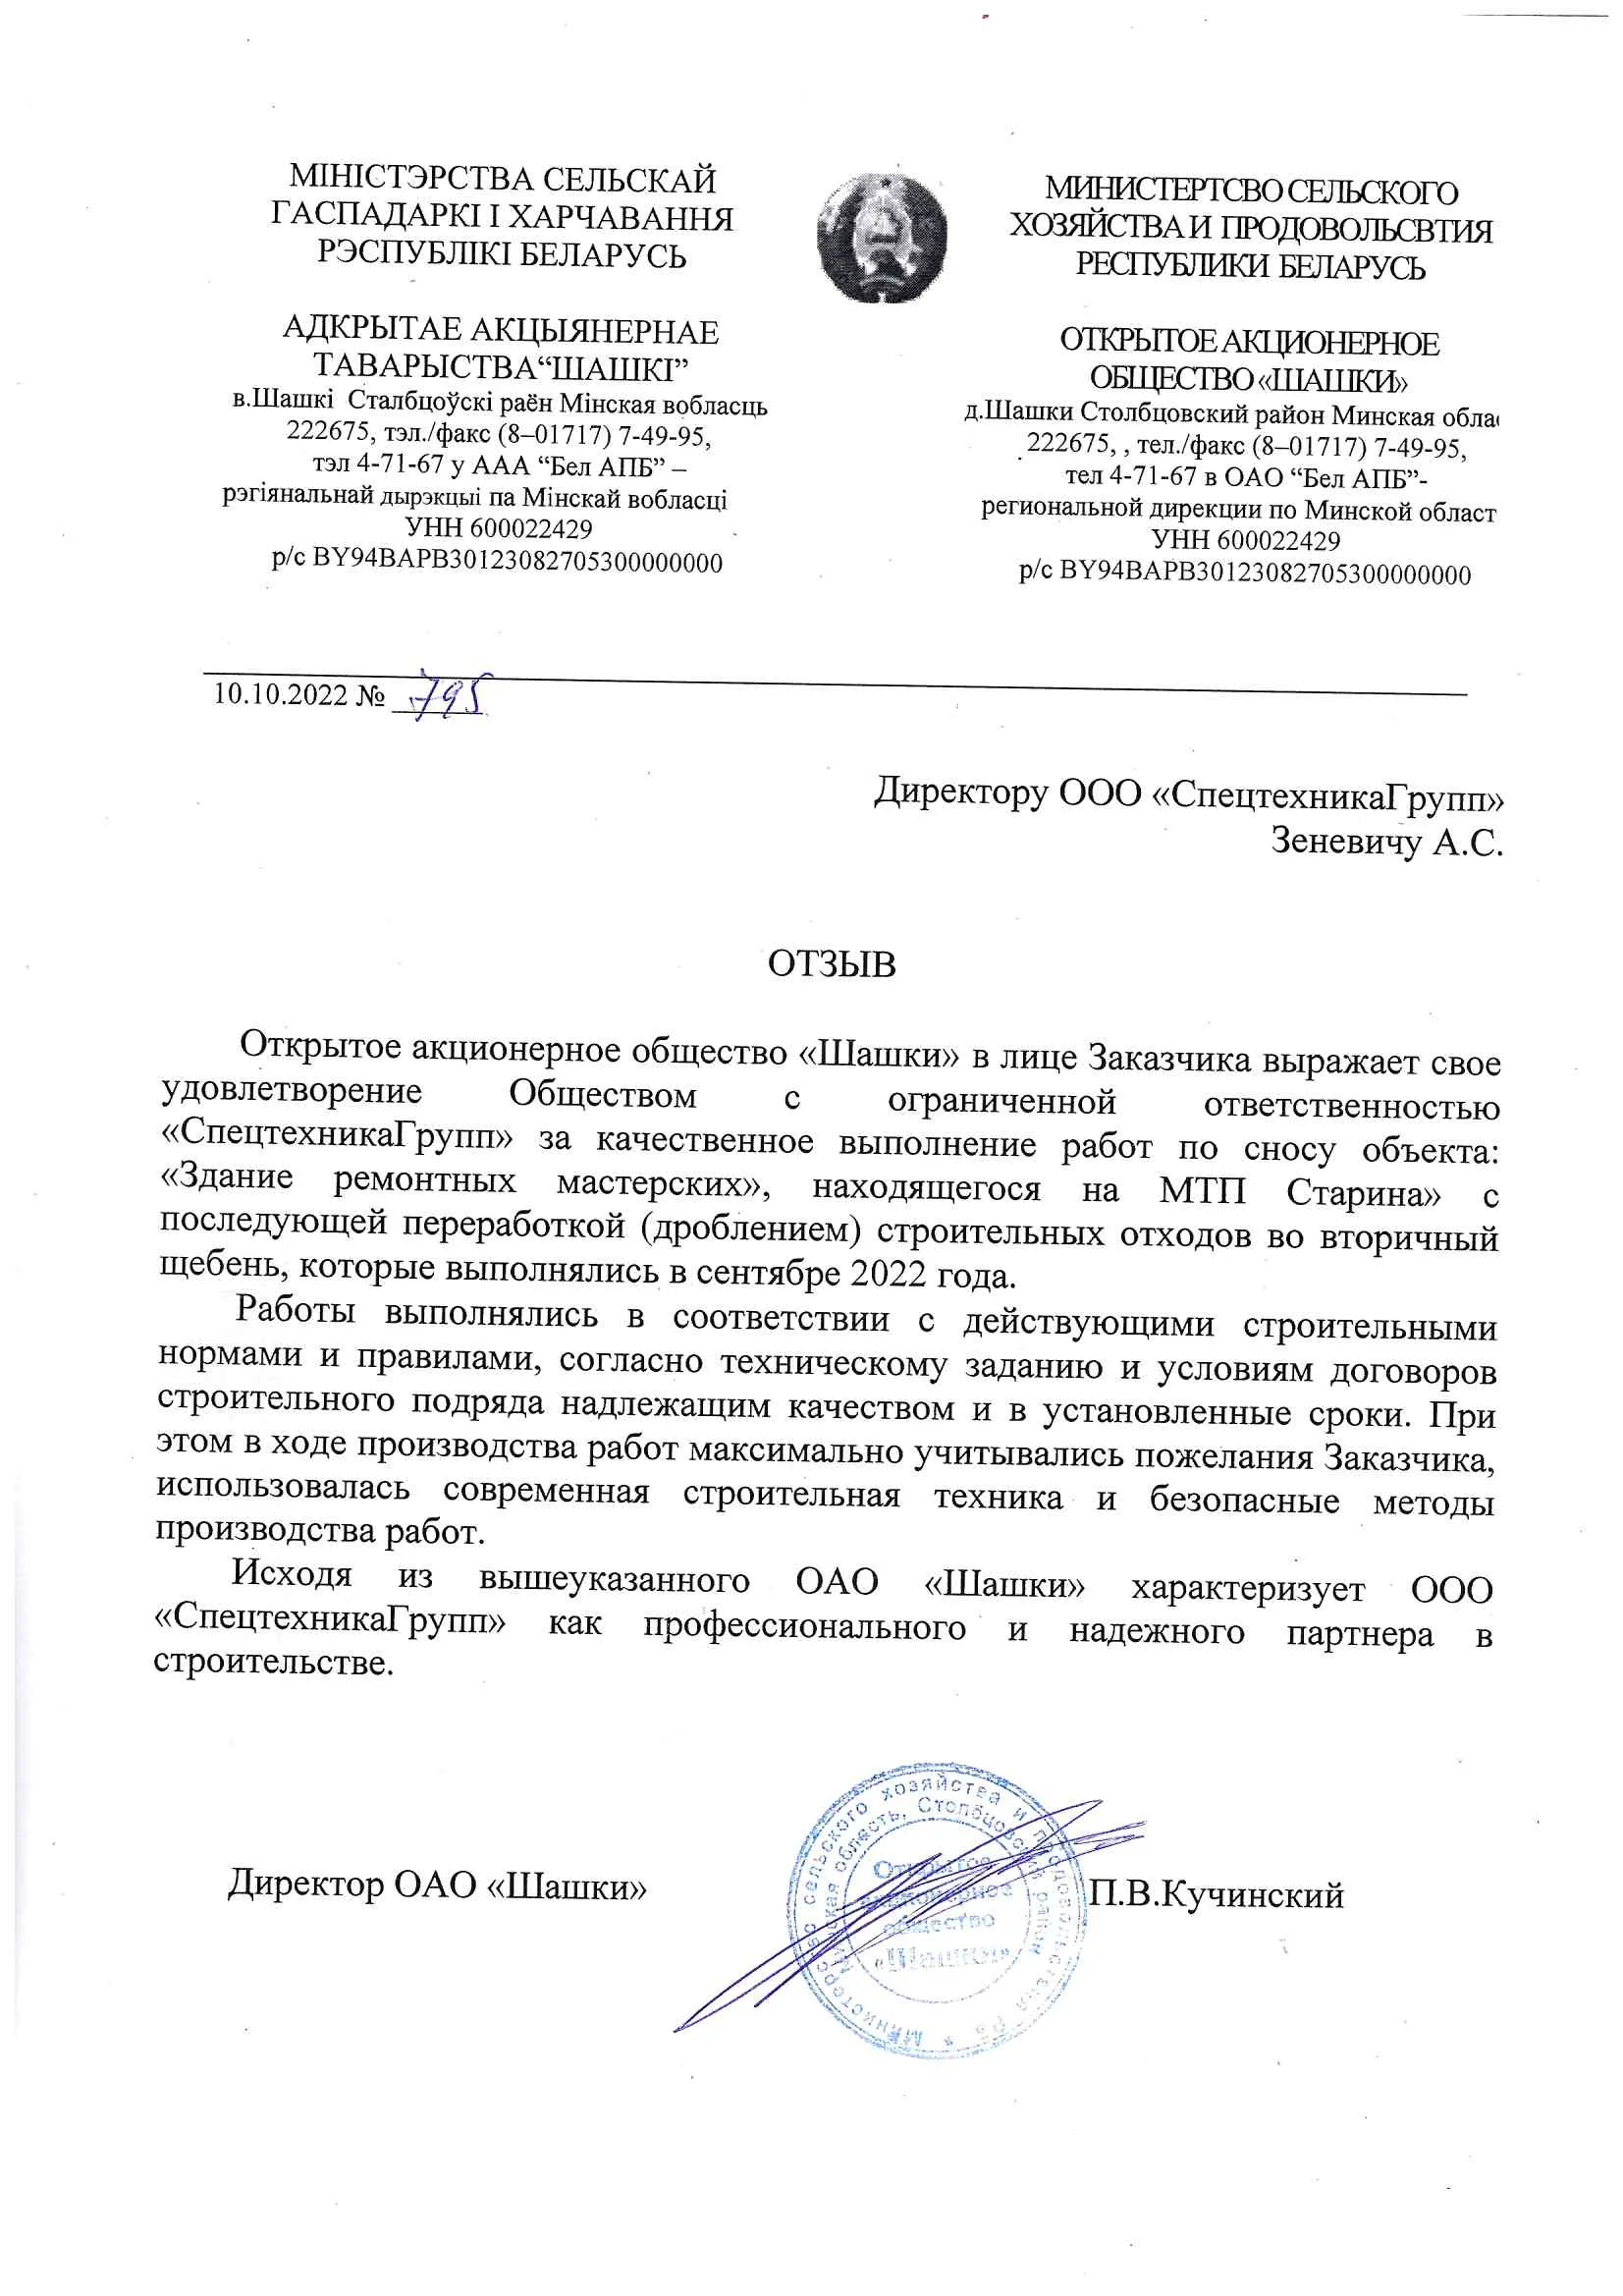 МІНІСТЭРСТВА СЕЛЬСКАЙ
ГАСПАДАРКІ І ХАРЧАВАННЯ
РЭСПУБЛІКІ БЕЛАРУСЬ
АДКРЫТАЕ АКЦЫЯНЕРНАЕ
ТАВАРЫСТВА“ШАШКІ”
в.Шашкі Сталбцоўскі раён Мінская вобласць
222675, тэл./факс (8–01717) 7-49-95,
тэл 4-71-67 у ААА “Бел АПБ” –
рэгіянальнай дырэкцыі па Мінскай вобласці
УНН 600022429
р/с BY94BAPB30123082705300000000
МИНИСТЕРТСВО СЕЛЬСКОГО
ХОЗЯЙСТВА И ПРОДОВОЛЬСВТИЯ
РЕСПУБЛИКИ БЕЛАРУСЬ
ОТКРЫТОЕ АКЦИОНЕРНОЕ
ОБЩЕСТВО «ШАШКИ»
д.Шашки Столбцовский район Минская облас
222675, , тел./факс (8–01717) 7-49-95,
тел 4-71-67 в ОАО “Бел АПБ”-
региональной дирекции по Минской област
УНН 600022429
р/с BY94BAPB30123082705300000000
10.10.2022 № 795
Директору ООО «СпецтехникаГрупп»
Зеневичу А.С.
ОТЗЫВ
Открытое акционерное общество «Шашки» в лице Заказчика выражает свое
удовлетворение Обществом с ограниченной ответственностью
«СпецтехникаГрупп» за качественное выполнение работ по сносу объекта:
«Здание ремонтных мастерских», находящегося на МТП Старина» с
последующей переработкой (дроблением) строительных отходов во вторичный
щебень, которые выполнялись в сентябре 2022 года.
Работы выполнялись в соответствии с действующими строительными
нормами и правилами, согласно техническому заданию и условиям договоров
строительного подряда надлежащим качеством и в установленные сроки. При
этом в ходе производства работ максимально учитывались пожелания Заказчика,
использовалась современная строительная техника и безопасные методы
производства работ.
Исходя из вышеуказанного ОАО «Шашки» характеризует ООО
«СпецтехникаГрупп» как профессионального и надежного партнера в
строительстве.
Директор ОАО «Шашки»
П.В.Кучинский
Министерство сельского хозяйства и продовольствия РБ *
Минская область, Столбцовский район
Открытое
акционерное
общество
«Шашки»